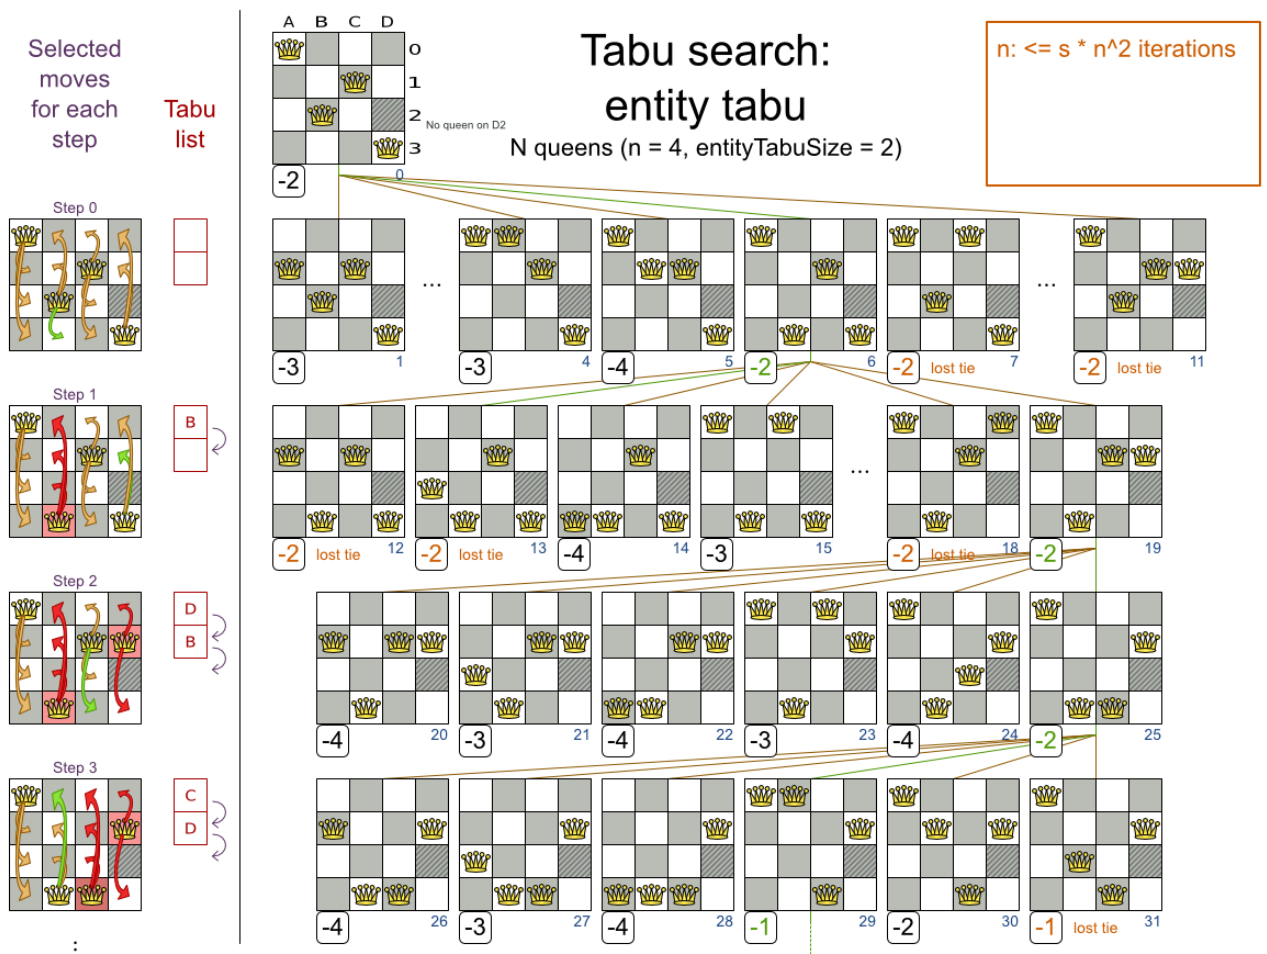 Selected
moves
for each
step
Tabu
list
A B C D
0
1
2
3
No queen on D2
Tabu search:
entity tabu
N queens (n = 4, entityTabuSize = 2)
n: <= s * n^2 iterations
-2
0
Step 0
...
...
-3
1
-3
4
-4
5
-2
6
-2
lost tie
7
-2
lost tie
11
Step 1
B
...
-2
lost tie
12
-2
lost tie
13
-4
14
-3
15
-2
lost tie
18
-2
19
Step 2
D
B
-4
20
-3
21
-4
22
-3
23
-4
24
-2
25
Step 3
C
D
-4
26
-3
27
-4
28
-1
29
-2
30
-1
lost tie
31
: